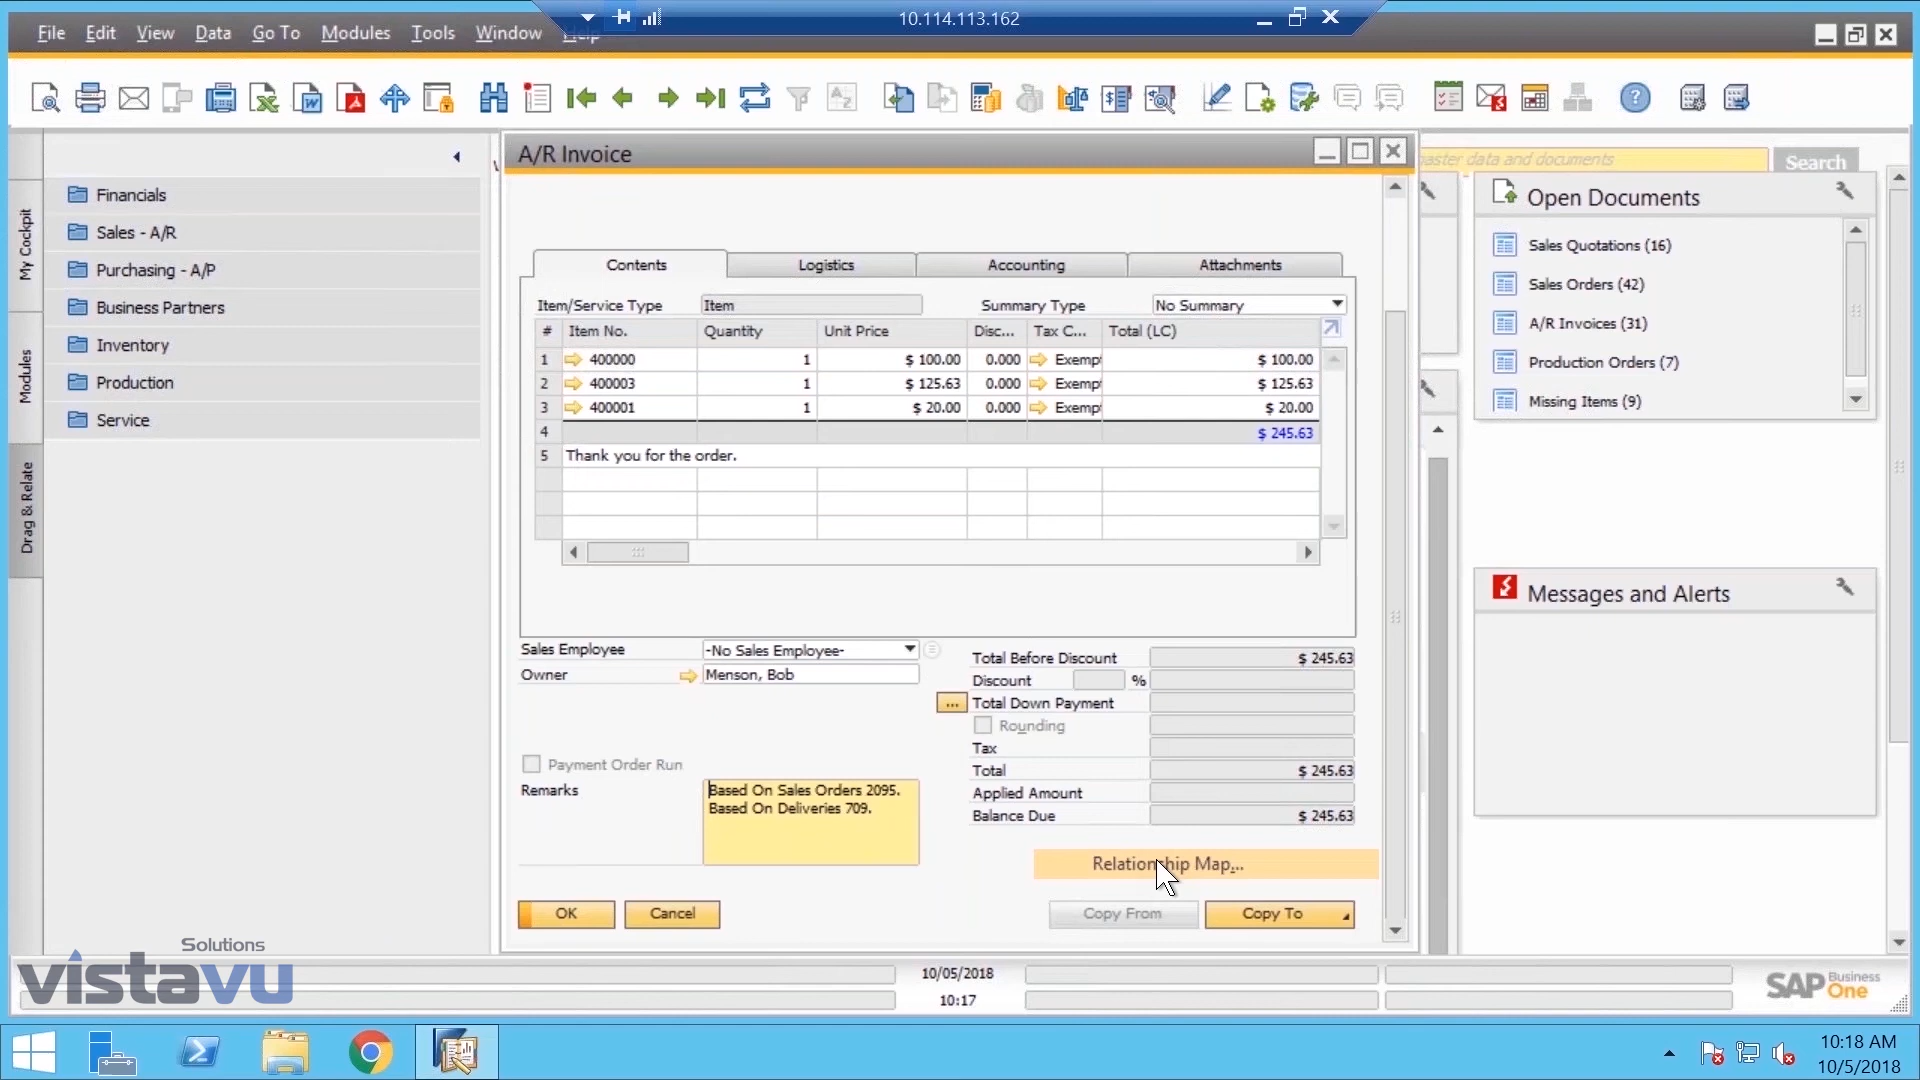 10.114.113.162
File Edit View Data Go To Modules Tools Window Help
A/R Invoice
master data and documents
Search
My Cockpit
Modules
Drag & Relate
Financials
Sales - A/R
Purchasing - A/P
Business Partners
Inventory
Production
Service
Contents Logistics Accounting Attachments
Item/Service Type Item Summary Type No Summary
# Item No. Quantity Unit Price Disc... Tax C... Total (LC)
1 400000 1 $ 100.00 0.000 Exemp $ 100.00
2 400003 1 $ 125.63 0.000 Exemp $ 125.63
3 400001 1 $ 20.00 0.000 Exemp $ 20.00
4 $ 245.63
5 Thank you for the order.
Sales Employee -No Sales Employee-
Owner Menson, Bob
Payment Order Run
Remarks Based On Sales Orders 2095.
Based On Deliveries 709.
Total Before Discount $ 245.63
Discount %
... Total Down Payment
Rounding
Tax
Total $ 245.63
Applied Amount
Balance Due $ 245.63
Relationship Map...
OK Cancel Copy From Copy To
Open Documents
Sales Quotations (16)
Sales Orders (42)
A/R Invoices (31)
Production Orders (7)
Missing Items (9)
Messages and Alerts
Solutions
vistavu
10/05/2018
10:17
SAP Business One
10:18 AM
10/5/2018